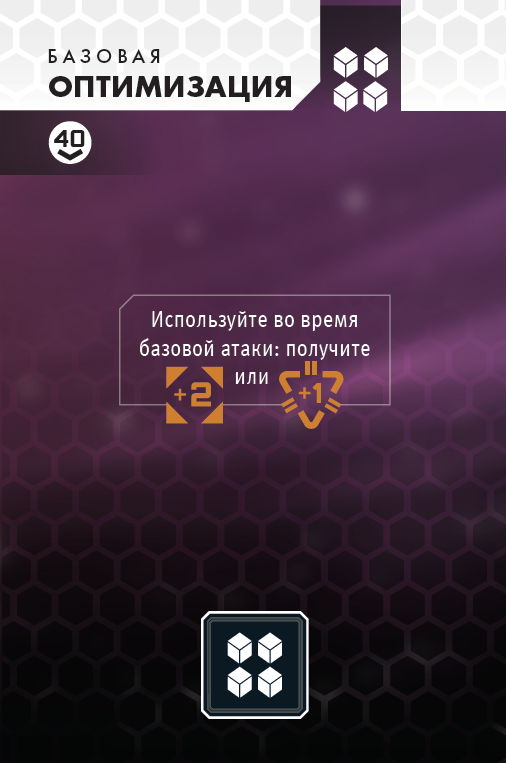 БАЗОВАЯ
ОПТИМИЗАЦИЯ
40
Используйте во время
базовой атаки: получите
+2 или +1